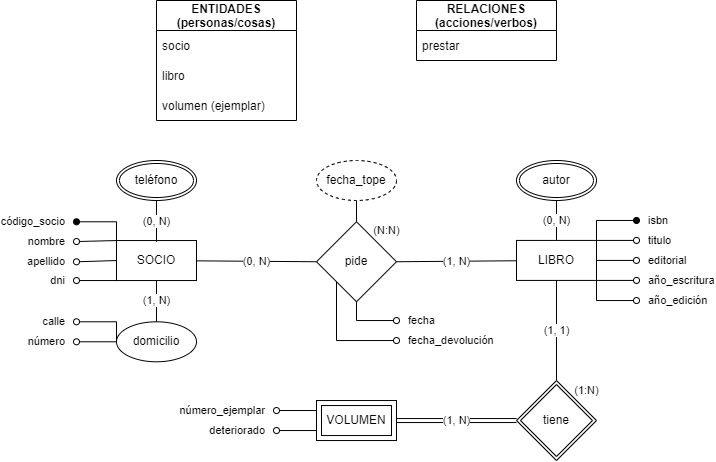 ENTIDADES
(personas/cosas)
socio
libro
volumen (ejemplar)
RELACIONES
(acciones/verbos)
prestar
teléfono
fecha_tope
autor
código_socio
(0, N)
(N:N)
(0, N)
isbn
nombre
titulo
apellido
SOCIO
(0, N)
pide
(1, N)
LIBRO
editorial
dni
año_escritura
(1, N)
año_edición
calle
fecha
número
domicilio
fecha_devolución
(1, 1)
(1:N)
número_ejemplar
deteriorado
VOLUMEN
(1, N)
tiene